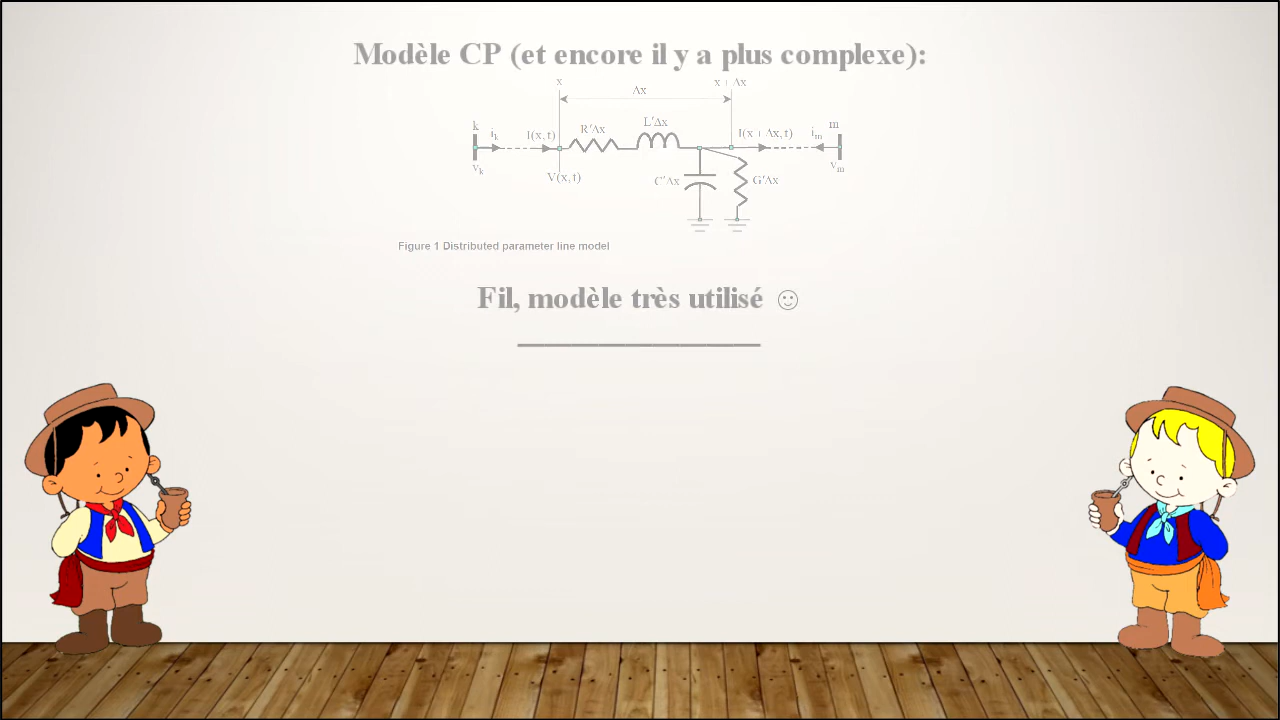 Modèle CP (et encore il y a plus complexe):
x
x + Δx
Δx
k
i_k
I(x, t)
R'Δx
L'Δx
I(x + Δx, t)
i_m
m
v_k
V(x, t)
C'Δx
G'Δx
v_m
Figure 1 Distributed parameter line model
Fil, modèle très utilisé ☺